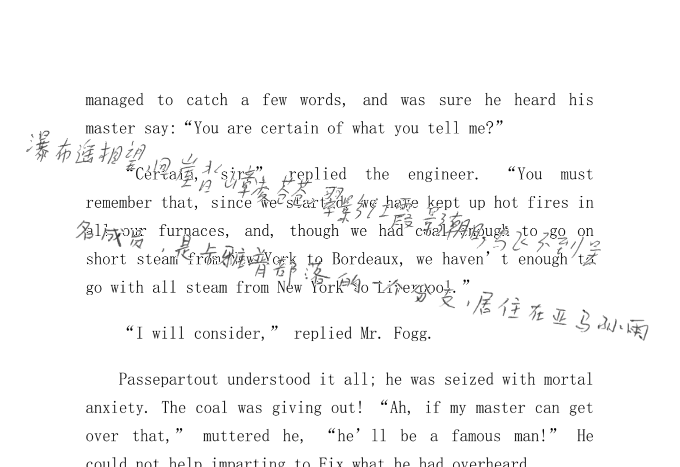 managed to catch a few words, and was sure he heard his
master say: “You are certain of what you tell me?”
瀑布遥相望
“Certain, sir,” replied the engineer. “You must
remember that, since we started, we have kept up hot fires in
all our furnaces, and, though we had coal enough to go on
short steam from New York to Bordeaux, we haven’t enough to
go with all steam from New York to Liverpool.”
名成员，是卡雅普部落的一个分支，居住在亚马孙雨
“I will consider,” replied Mr. Fogg.
Passepartout understood it all; he was seized with mortal
anxiety. The coal was giving out! “Ah, if my master can get
over that,” muttered he, “he’ll be a famous man!” He
could not help imparting to Fix what he had overheard.